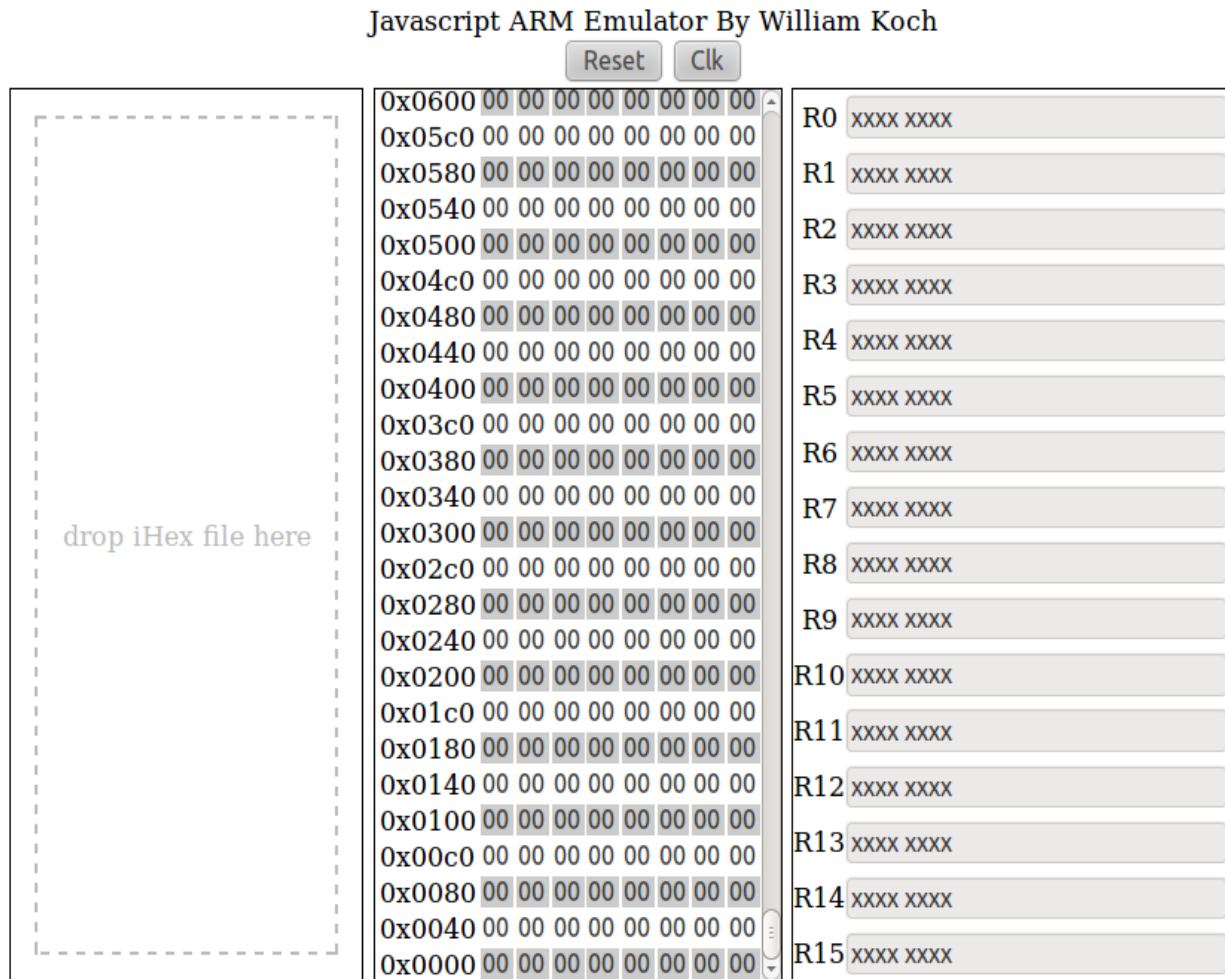 Javascript ARM Emulator By William Koch
Reset Clk
drop iHex file here
0x0600 00 00 00 00 00 00 00 00
0x05c0 00 00 00 00 00 00 00 00
0x0580 00 00 00 00 00 00 00 00
0x0540 00 00 00 00 00 00 00 00
0x0500 00 00 00 00 00 00 00 00
0x04c0 00 00 00 00 00 00 00 00
0x0480 00 00 00 00 00 00 00 00
0x0440 00 00 00 00 00 00 00 00
0x0400 00 00 00 00 00 00 00 00
0x03c0 00 00 00 00 00 00 00 00
0x0380 00 00 00 00 00 00 00 00
0x0340 00 00 00 00 00 00 00 00
0x0300 00 00 00 00 00 00 00 00
0x02c0 00 00 00 00 00 00 00 00
0x0280 00 00 00 00 00 00 00 00
0x0240 00 00 00 00 00 00 00 00
0x0200 00 00 00 00 00 00 00 00
0x01c0 00 00 00 00 00 00 00 00
0x0180 00 00 00 00 00 00 00 00
0x0140 00 00 00 00 00 00 00 00
0x0100 00 00 00 00 00 00 00 00
0x00c0 00 00 00 00 00 00 00 00
0x0080 00 00 00 00 00 00 00 00
0x0040 00 00 00 00 00 00 00 00
0x0000 00 00 00 00 00 00 00 00
R0 xxxx xxxx
R1 xxxx xxxx
R2 xxxx xxxx
R3 xxxx xxxx
R4 xxxx xxxx
R5 xxxx xxxx
R6 xxxx xxxx
R7 xxxx xxxx
R8 xxxx xxxx
R9 xxxx xxxx
R10 xxxx xxxx
R11 xxxx xxxx
R12 xxxx xxxx
R13 xxxx xxxx
R14 xxxx xxxx
R15 xxxx xxxx